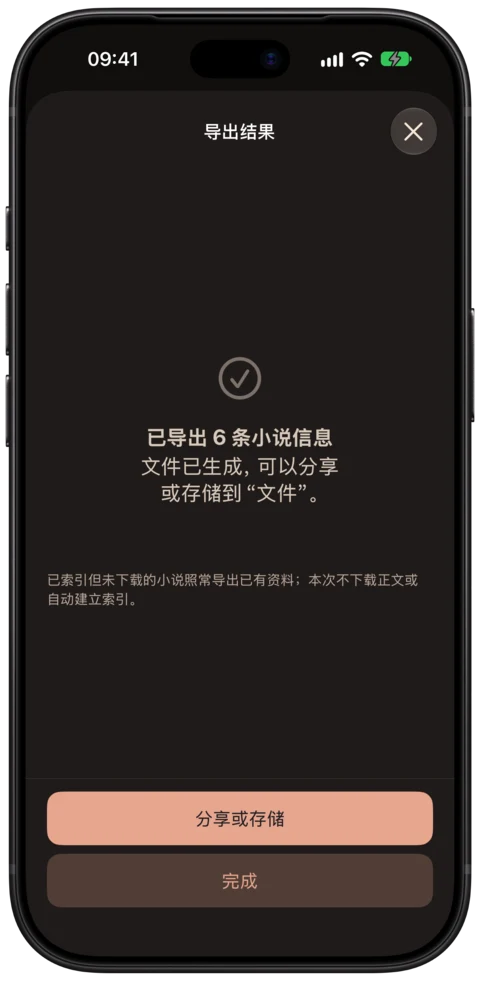 09:41
导出结果
已导出 6 条小说信息
文件已生成，可以分享
或存储到“文件”。
已索引但未下载的小说照常导出已有资料；本次不下载正文或
自动建立索引。
分享或存储
完成